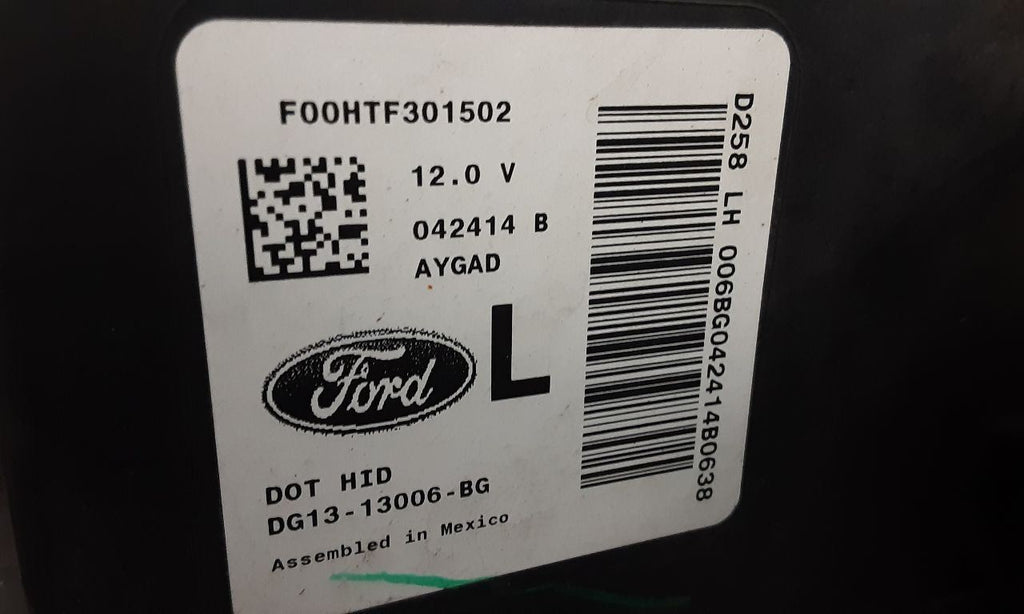 F00HTF301502
12.0 V
042414 B
AYGAD
Ford
L
DOT HID
DG13-13006-BG
Assembled in Mexico
D258 LH 006BG042414B0638